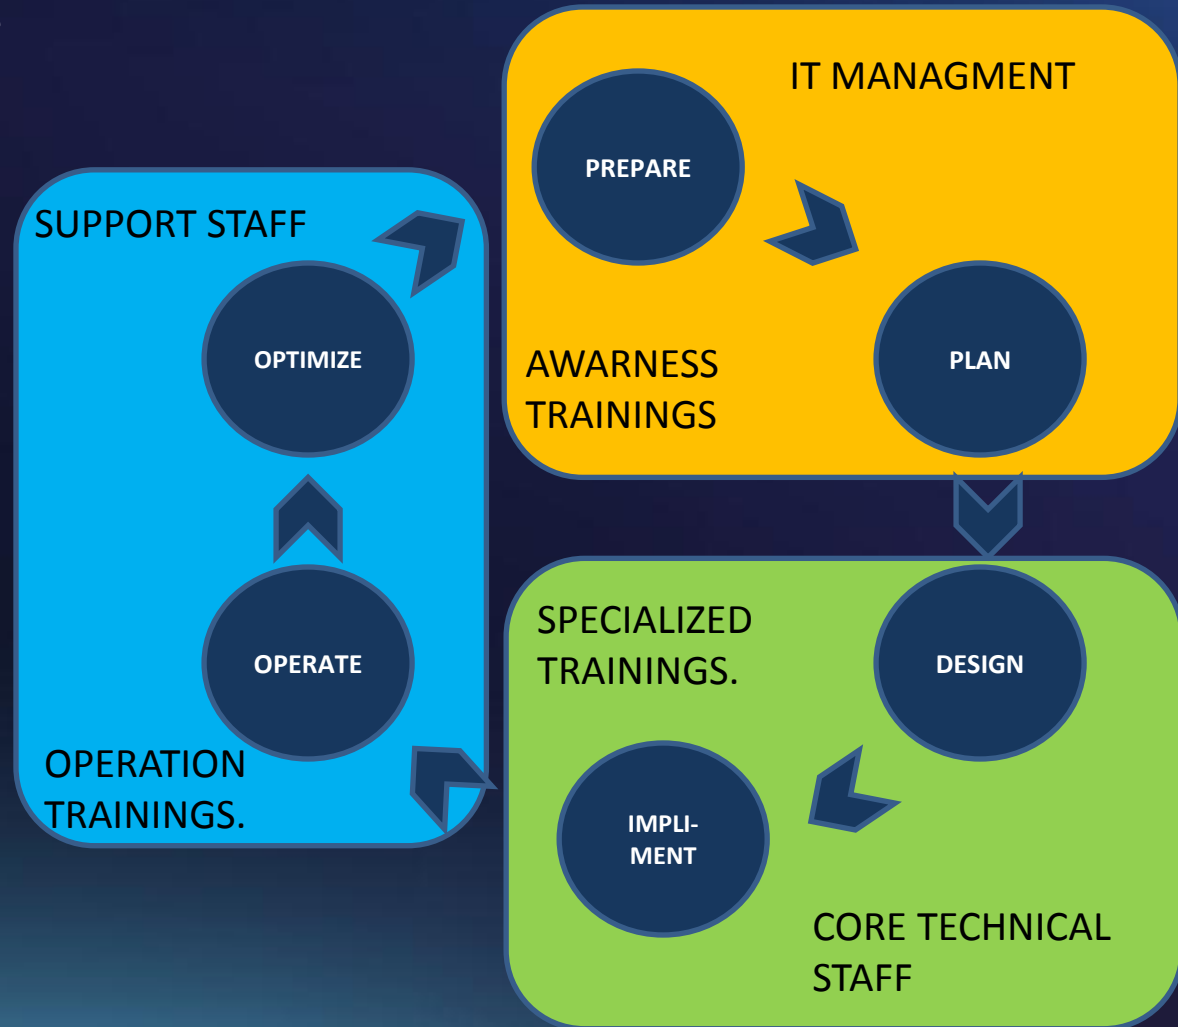 IT MANAGMENT
PREPARE
AWARNESS
TRAININGS
PLAN
SUPPORT STAFF
OPTIMIZE
OPERATE
OPERATION
TRAININGS.
SPECIALIZED
TRAININGS.
DESIGN
IMPLI-
MENT
CORE TECHNICAL
STAFF